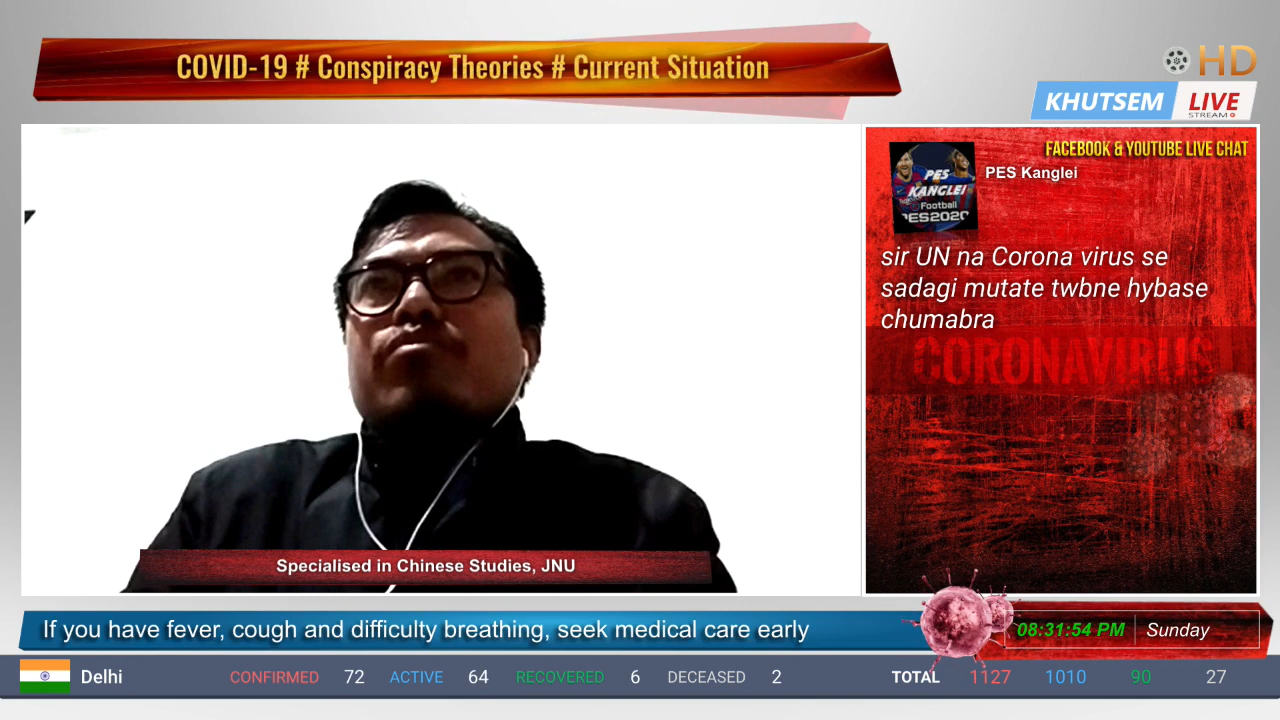 COVID-19 # Conspiracy Theories # Current Situation
HD
KHUTSEM LIVE
STREAM
FACEBOOK & YOUTUBE LIVE CHAT
PES
KANGLEI
Football
PES2020
PES Kanglei
sir UN na Corona virus se
sadagi mutate twbne hybase
chumabra
CORONAVIRUS
Specialised in Chinese Studies, JNU
If you have fever, cough and difficulty breathing, seek medical care early
08:31:54 PM Sunday
Delhi CONFIRMED 72 ACTIVE 64 RECOVERED 6 DECEASED 2 TOTAL 1127 1010 90 27